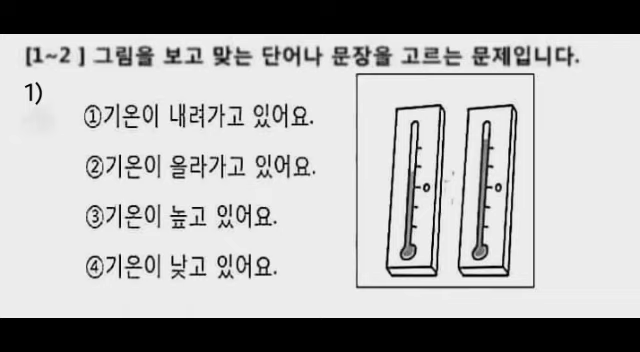 [1~2 ] 그림을 보고 맞는 단어나 문장을 고르는 문제입니다.
1)
①기온이 내려가고 있어요.
②기온이 올라가고 있어요.
③기온이 높고 있어요.
④기온이 낮고 있어요.
0 0